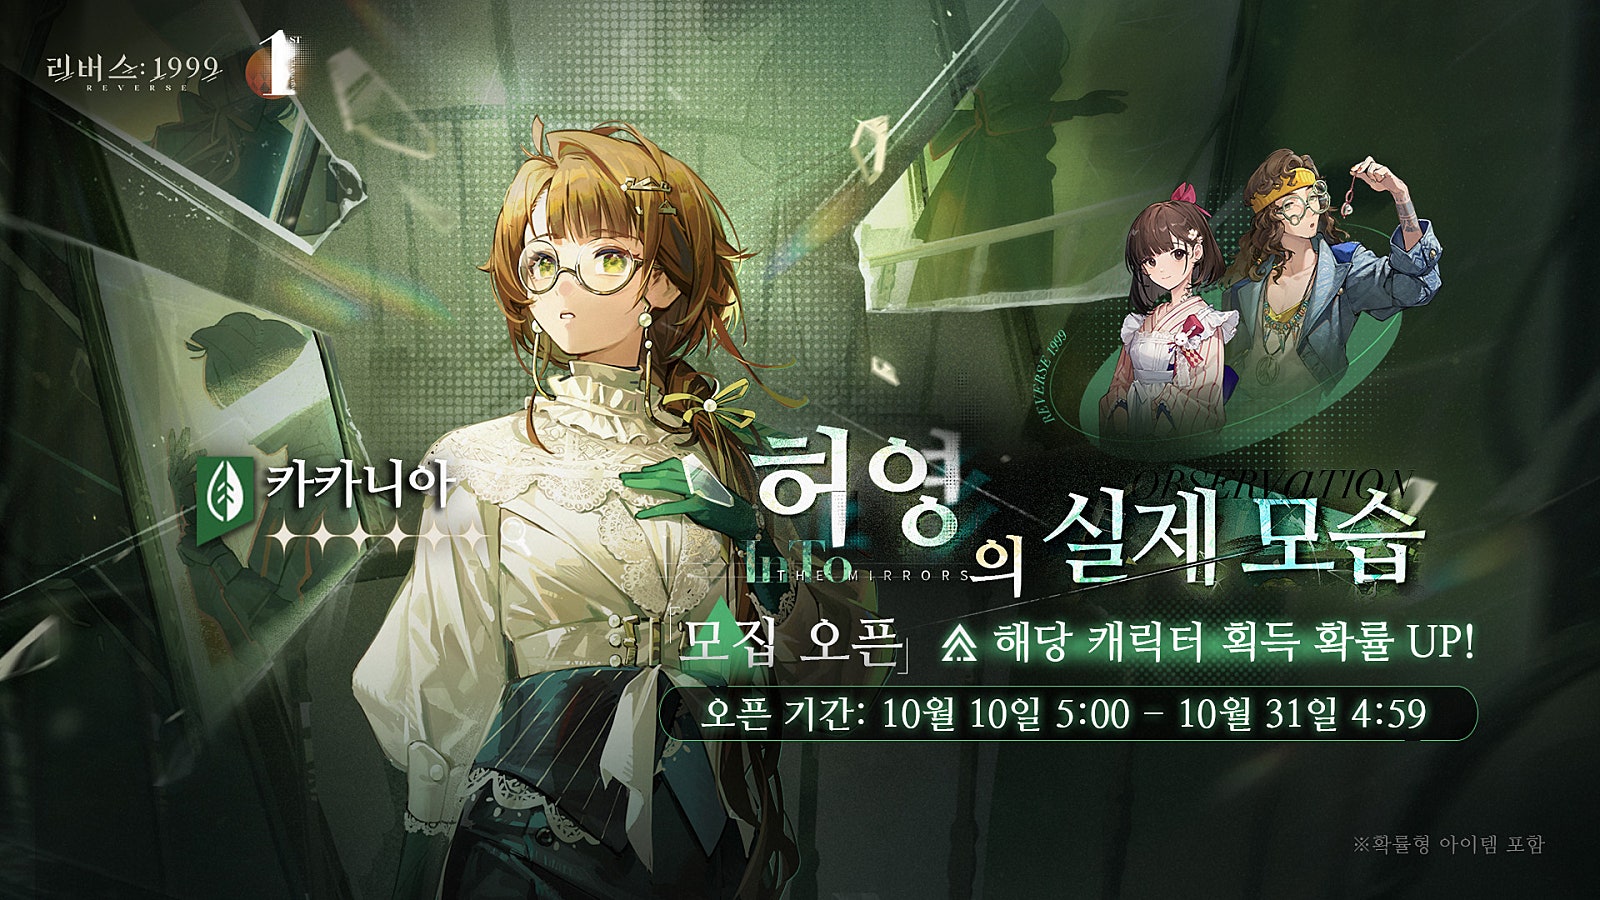 리버스:1999
REVERSE
1ST
REVERSE 1999
카카니아
OBSERVATION
허영의 실제 모습
InTo
THE MIRRORS
「모집 오픈」 해당 캐릭터 획득 확률 UP!
오픈 기간: 10월 10일 5:00 - 10월 31일 4:59
※확률형 아이템 포함